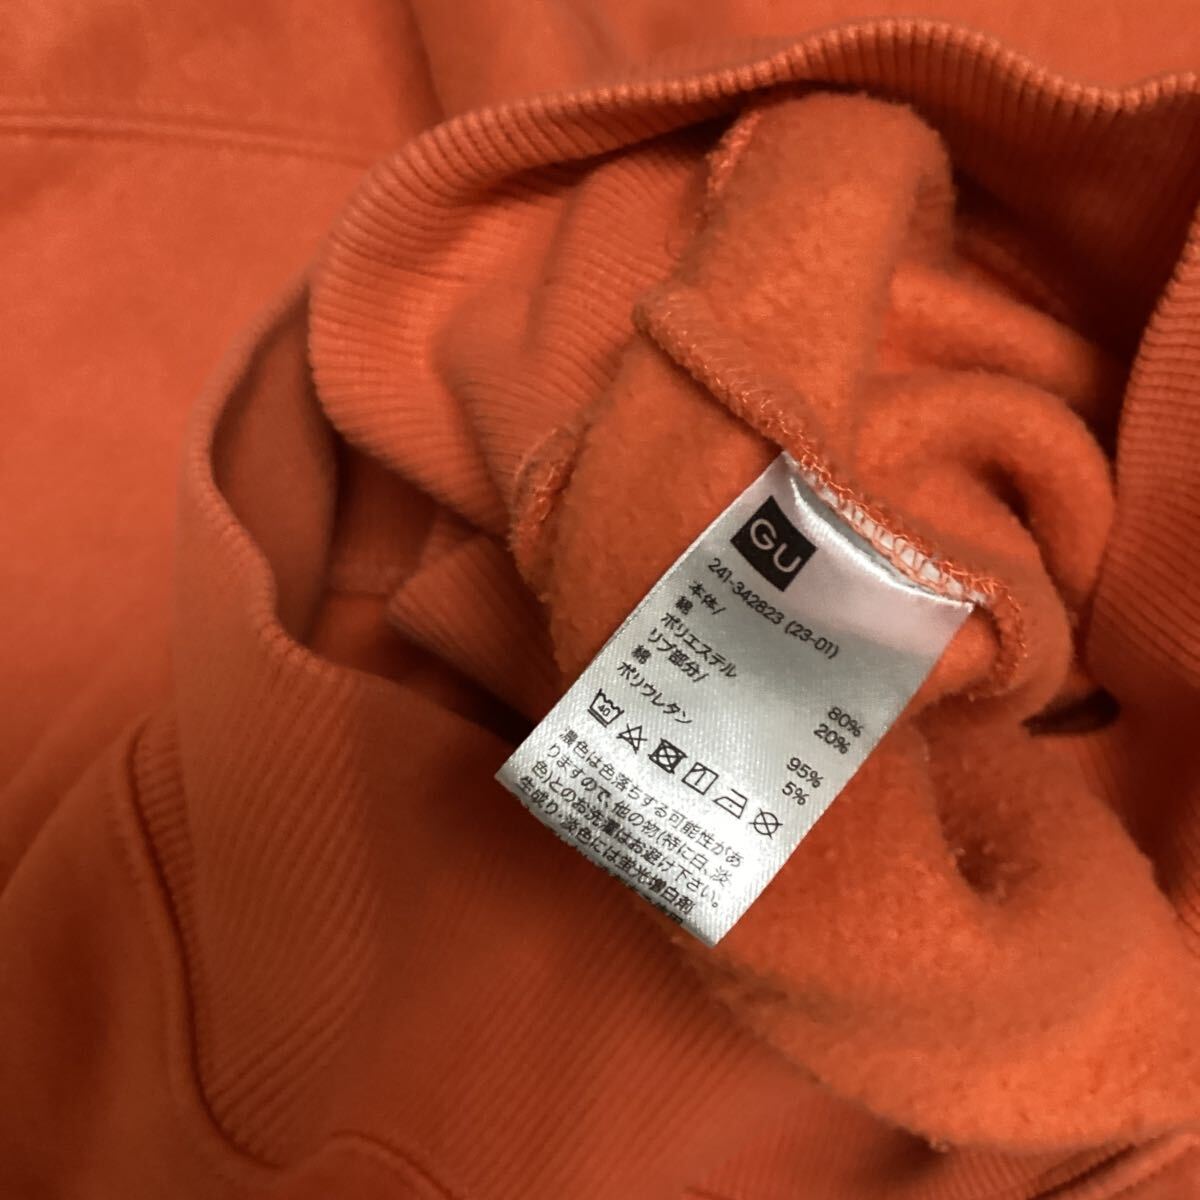 GU
241-342823 (23-01)
本体/
綿 80%
ポリエステル 20%
リブ部分/
綿 95%
ポリウレタン 5%
40
濃色は色落ちする可能性があ
りますので、他の物(特に白、淡
色)とのお洗濯はお避け下さい。
生成り・淡色には蛍光増白剤